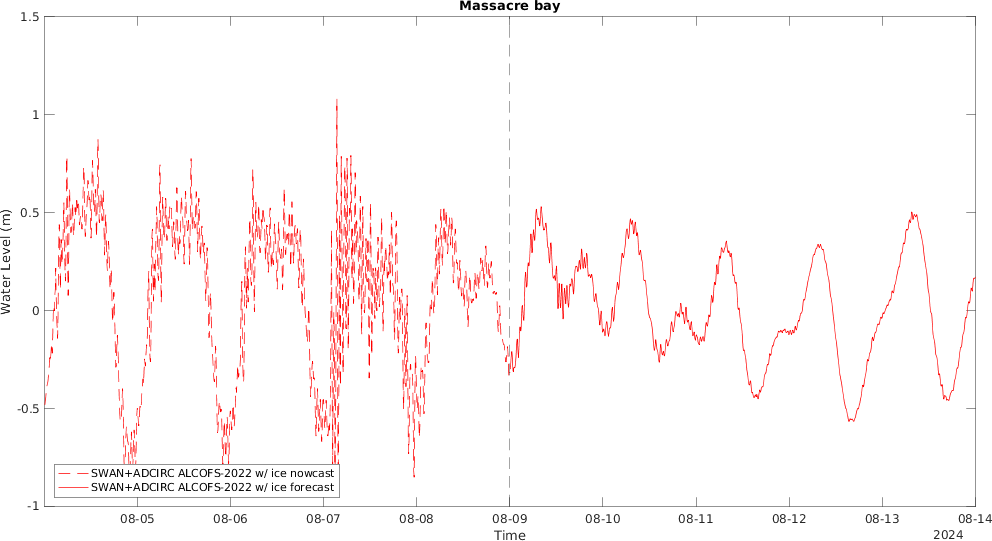 Massacre bay
1.5
1
0.5
0
-0.5
-1
Water Level (m)
SWAN+ADCIRC ALCOFS-2022 w/ ice nowcast
SWAN+ADCIRC ALCOFS-2022 w/ ice forecast
08-05 08-06 08-07 08-08 08-09 08-10 08-11 08-12 08-13 08-14
Time
2024